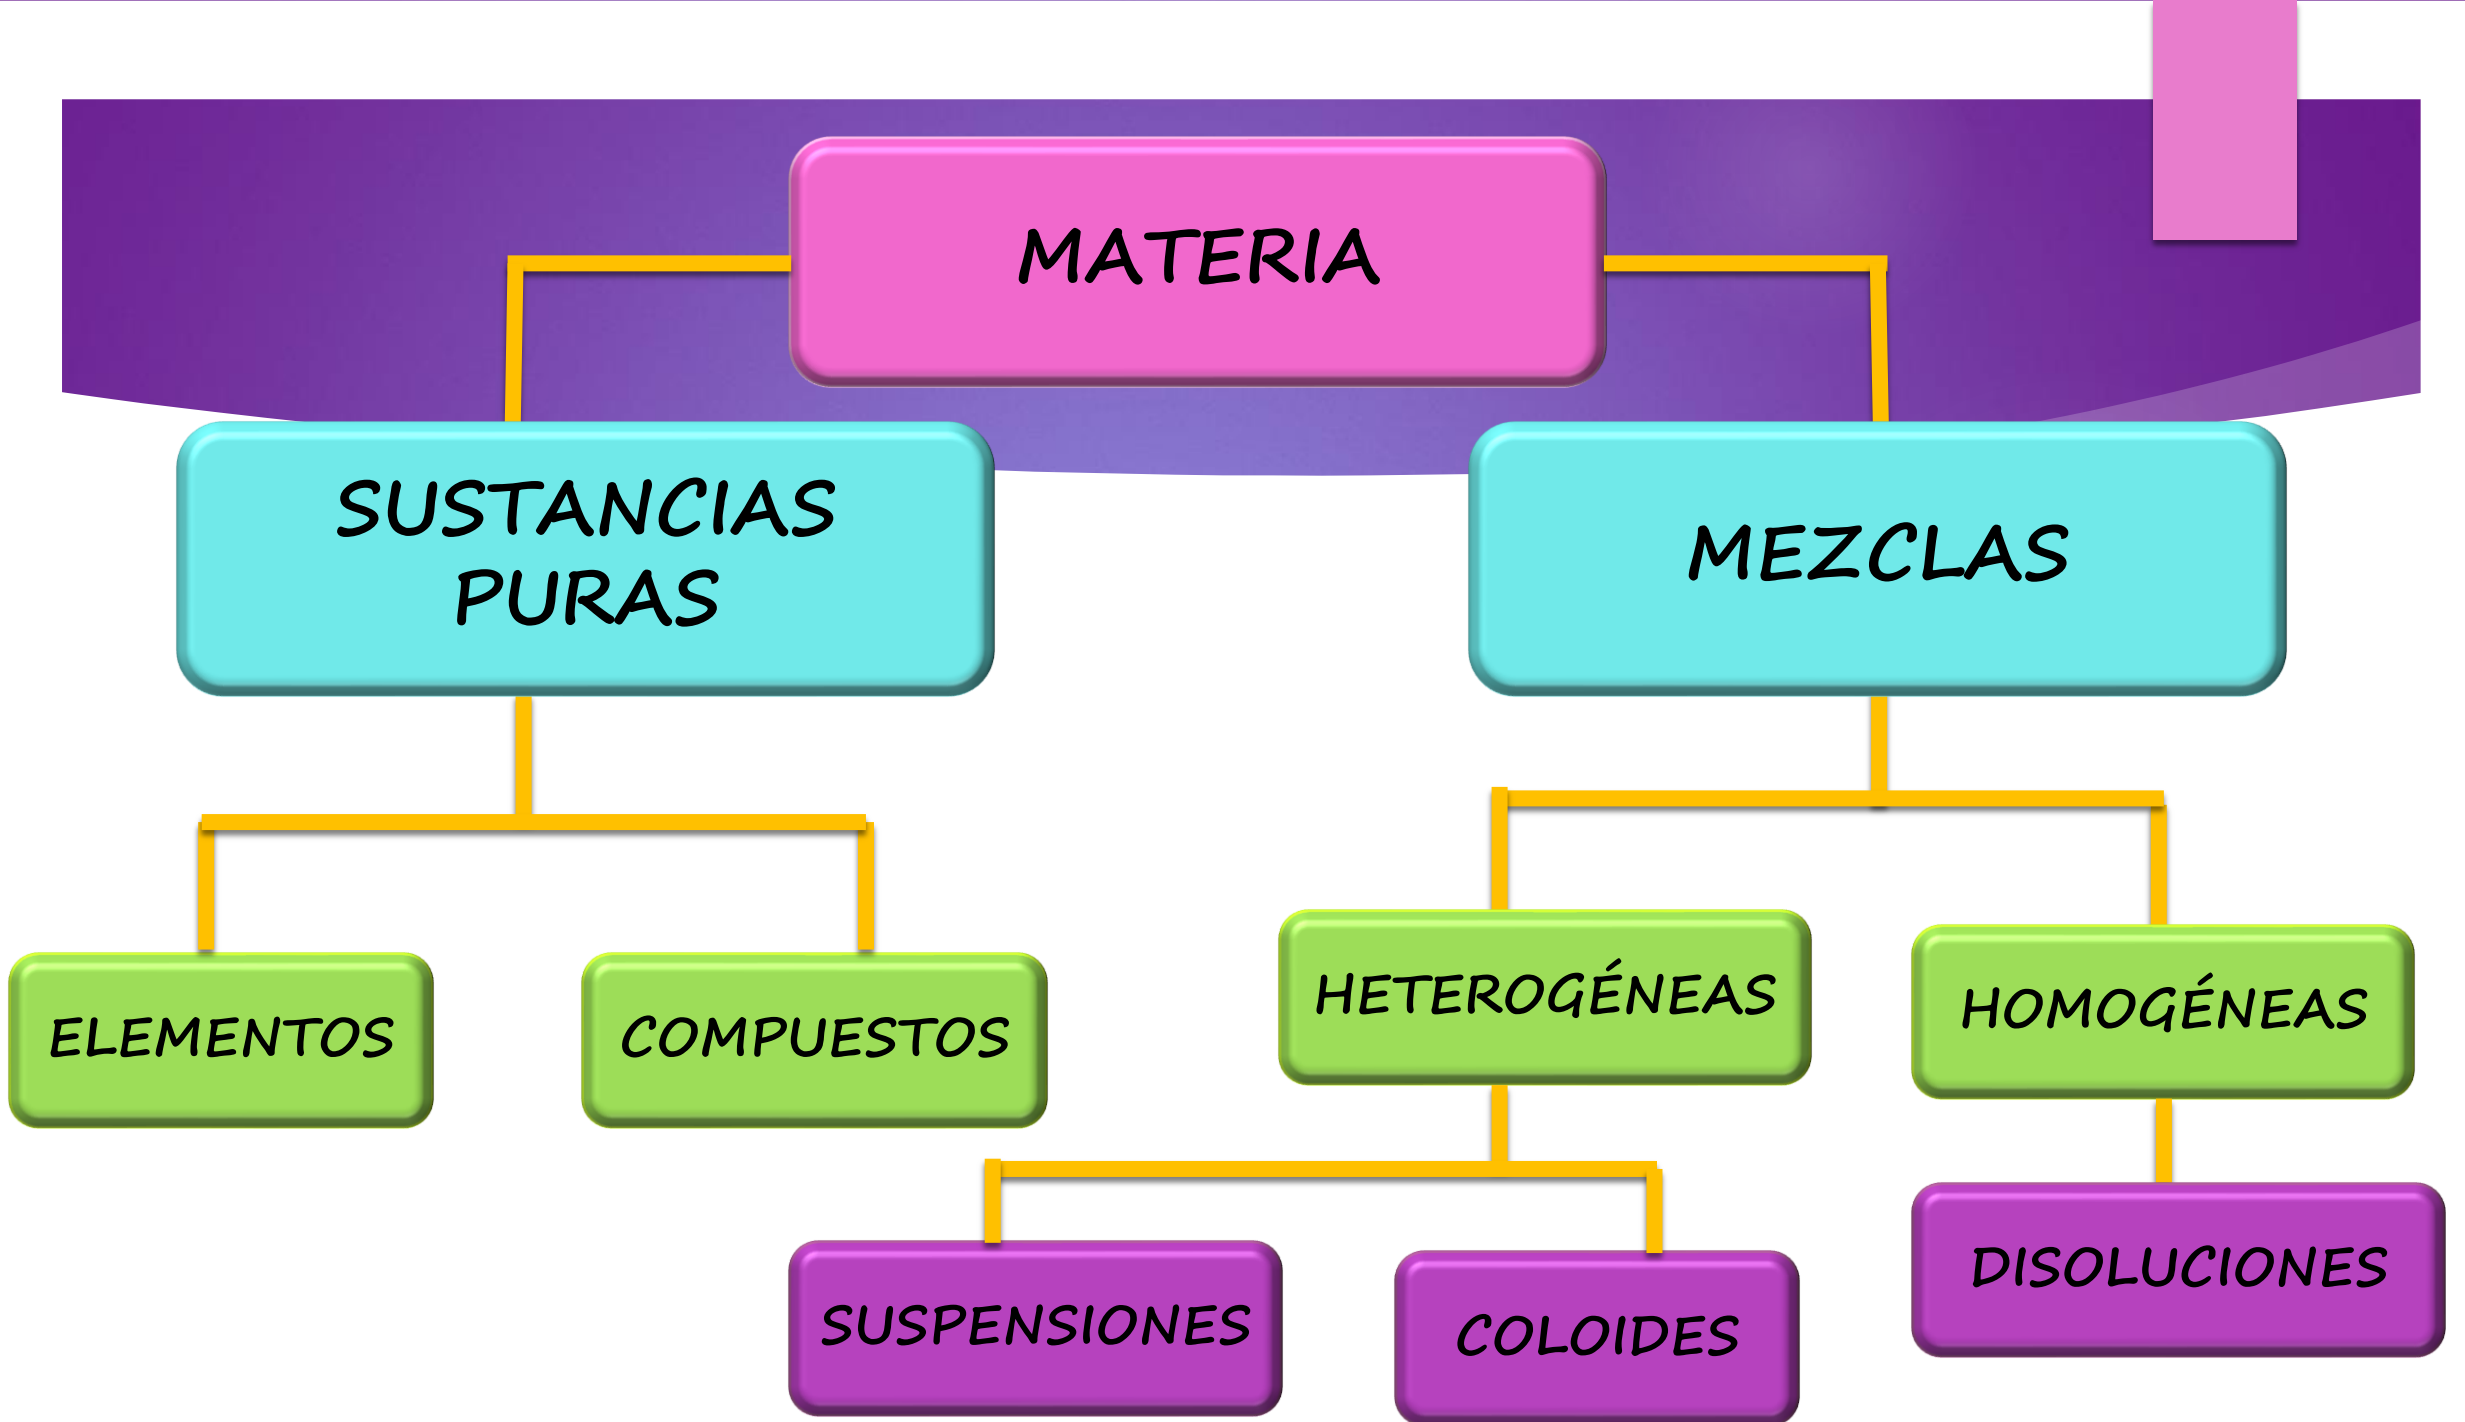 MATERIA
SUSTANCIAS
PURAS
MEZCLAS
ELEMENTOS
COMPUESTOS
HETEROGÉNEAS
HOMOGÉNEAS
SUSPENSIONES
COLOIDES
DISOLUCIONES